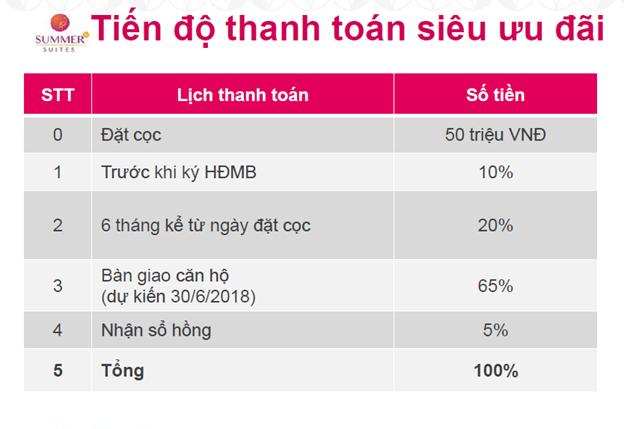 SUMMER
SUITES
Tiến độ thanh toán siêu ưu đãi
STT Lịch thanh toán Số tiền
0 Đặt cọc 50 triệu VNĐ
1 Trước khi ký HĐMB 10%
2 6 tháng kể từ ngày đặt cọc 20%
3 Bàn giao căn hộ
(dự kiến 30/6/2018) 65%
4 Nhận sổ hồng 5%
5 Tổng 100%